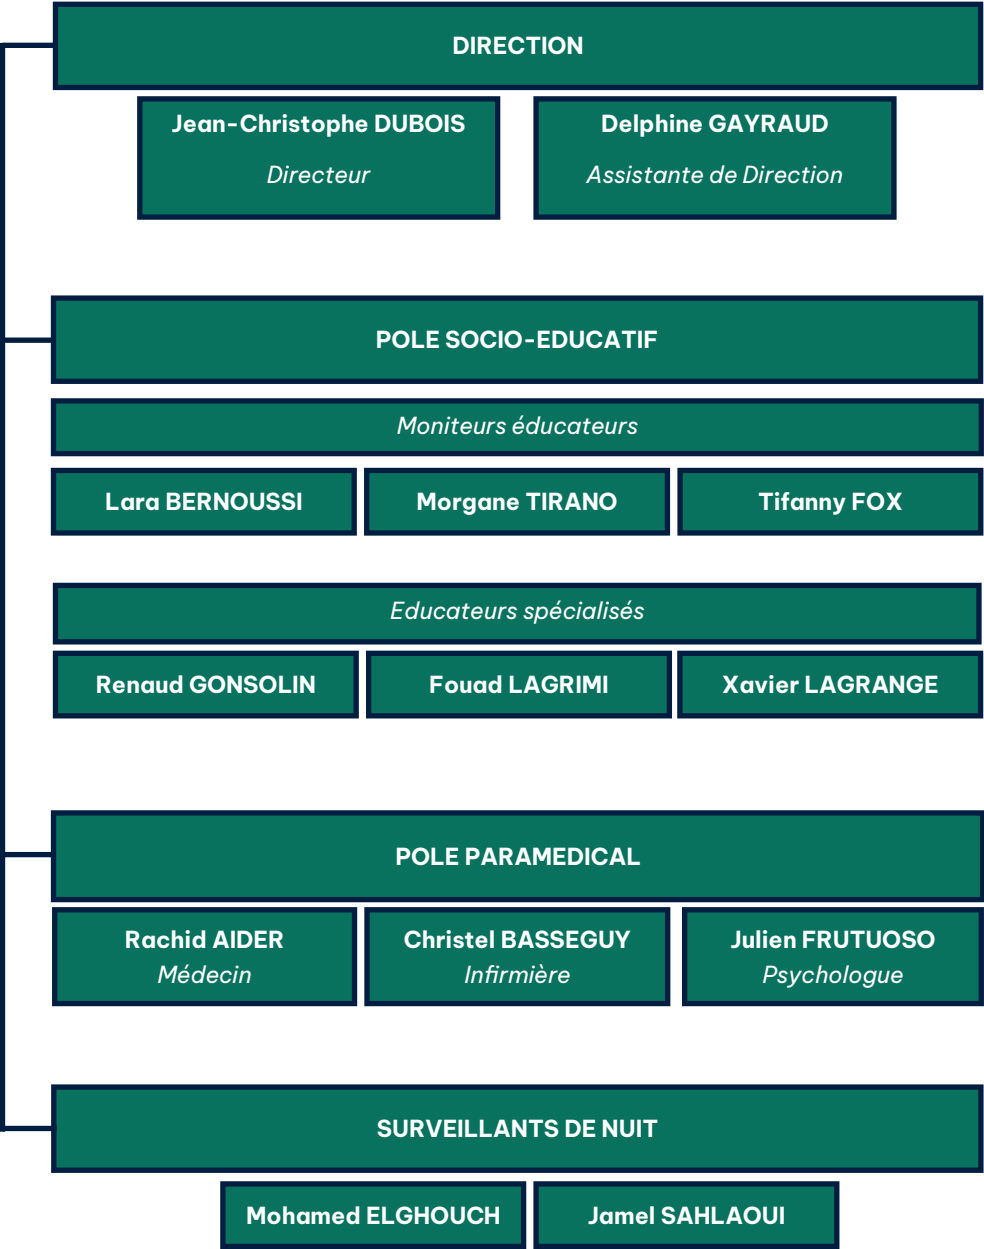 DIRECTION
Jean-Christophe DUBOIS
Directeur
Delphine GAYRAUD
Assistante de Direction
POLE SOCIO-EDUCATIF
Moniteurs éducateurs
Lara BERNOUSSI
Morgane TIRANO
Tifanny FOX
Educateurs spécialisés
Renaud GONSOLIN
Fouad LAGRIMI
Xavier LAGRANGE
POLE PARAMEDICAL
Rachid AIDER
Médecin
Christel BASSEGUY
Infirmière
Julien FRUTUOSO
Psychologue
SURVEILLANTS DE NUIT
Mohamed ELGHOUCH
Jamel SAHLAOUI